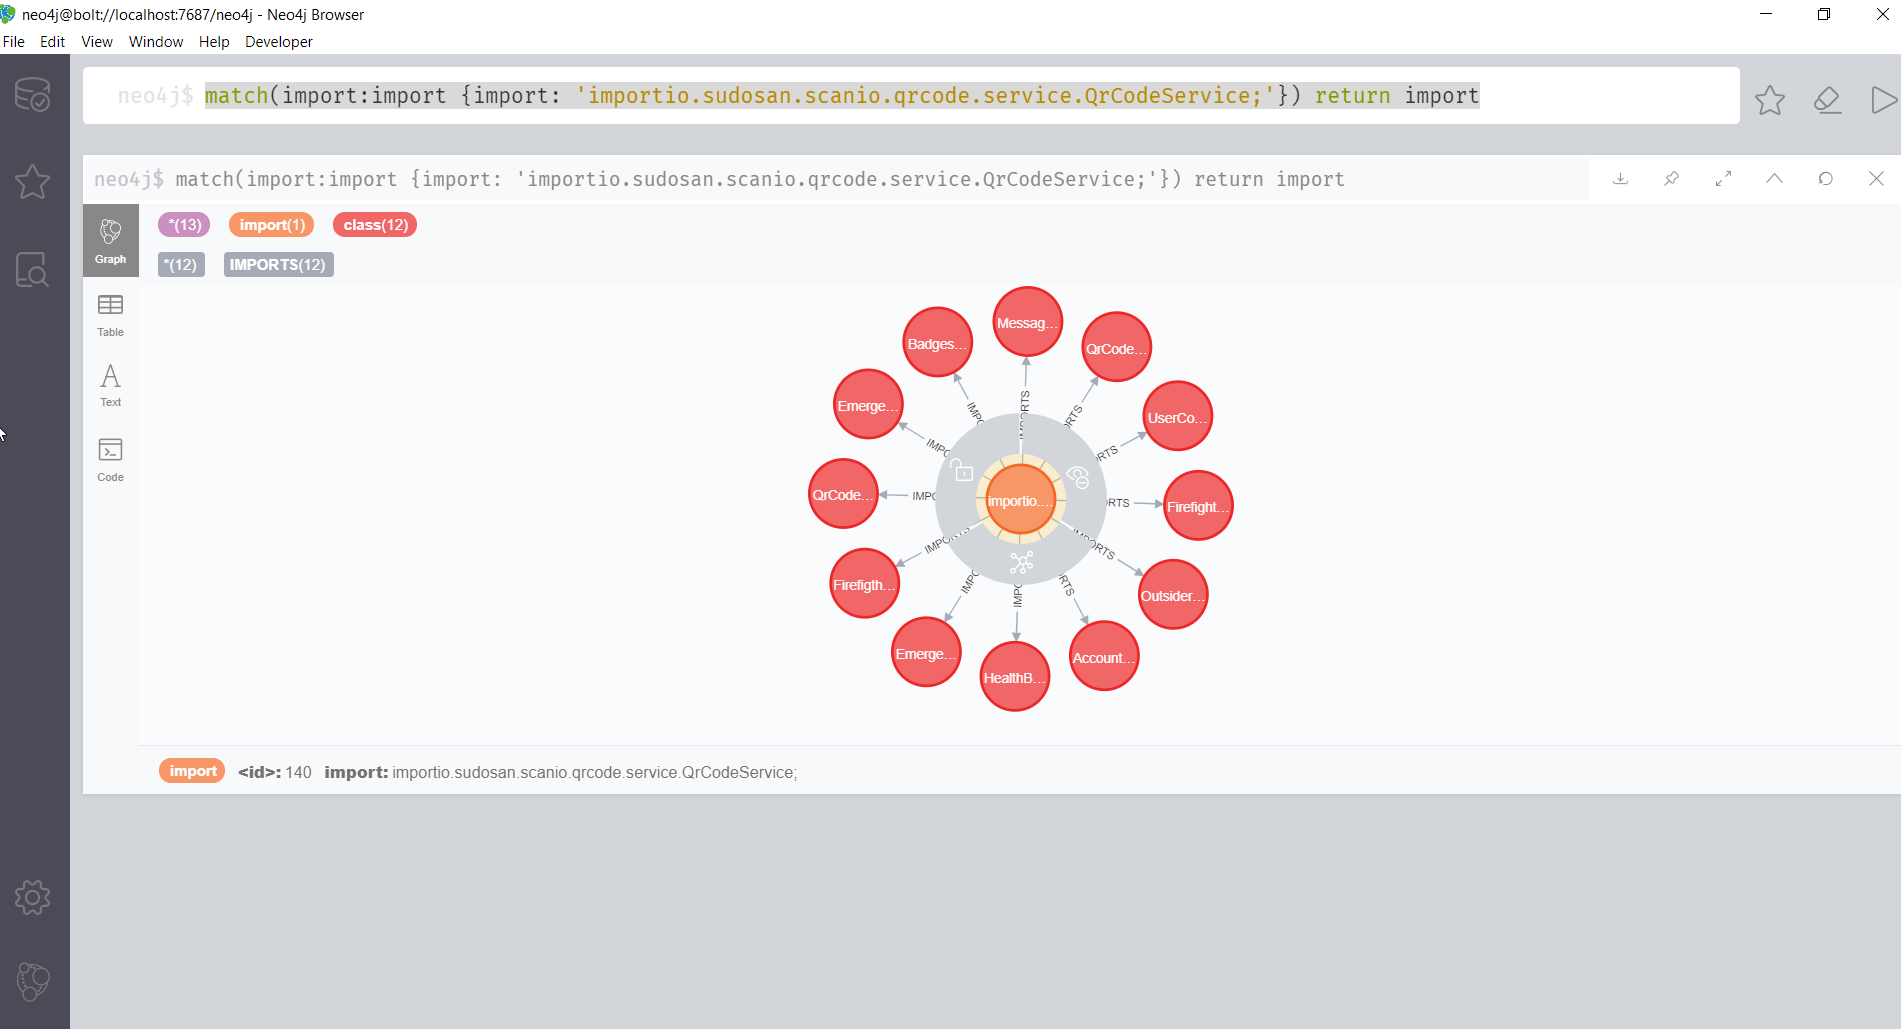 neo4j@bolt://localhost:7687/neo4j - Neo4j Browser
File Edit View Window Help Developer
neo4j$ match(import:import {import: 'importio.sudosan.scanio.qrcode.service.QrCodeService;'}) return import
neo4j$ match(import:import {import: 'importio.sudosan.scanio.qrcode.service.QrCodeService;'}) return import
Graph
*(13) import(1) class(12)
*(12) IMPORTS(12)
Table
Text
Code
Messag...
Badges...
QrCode...
Emerge...
UserCo...
QrCode...
importio....
Firefight...
Firefigth...
Outsider...
Emerge...
HealthB...
Account...
IMPORTS
RTS
IMPO
IMPO
RTS
IMPO
RTS
IMPO
IMPORTS
IMPO
IMPO
RTS
import <id>: 140 import: importio.sudosan.scanio.qrcode.service.QrCodeService;